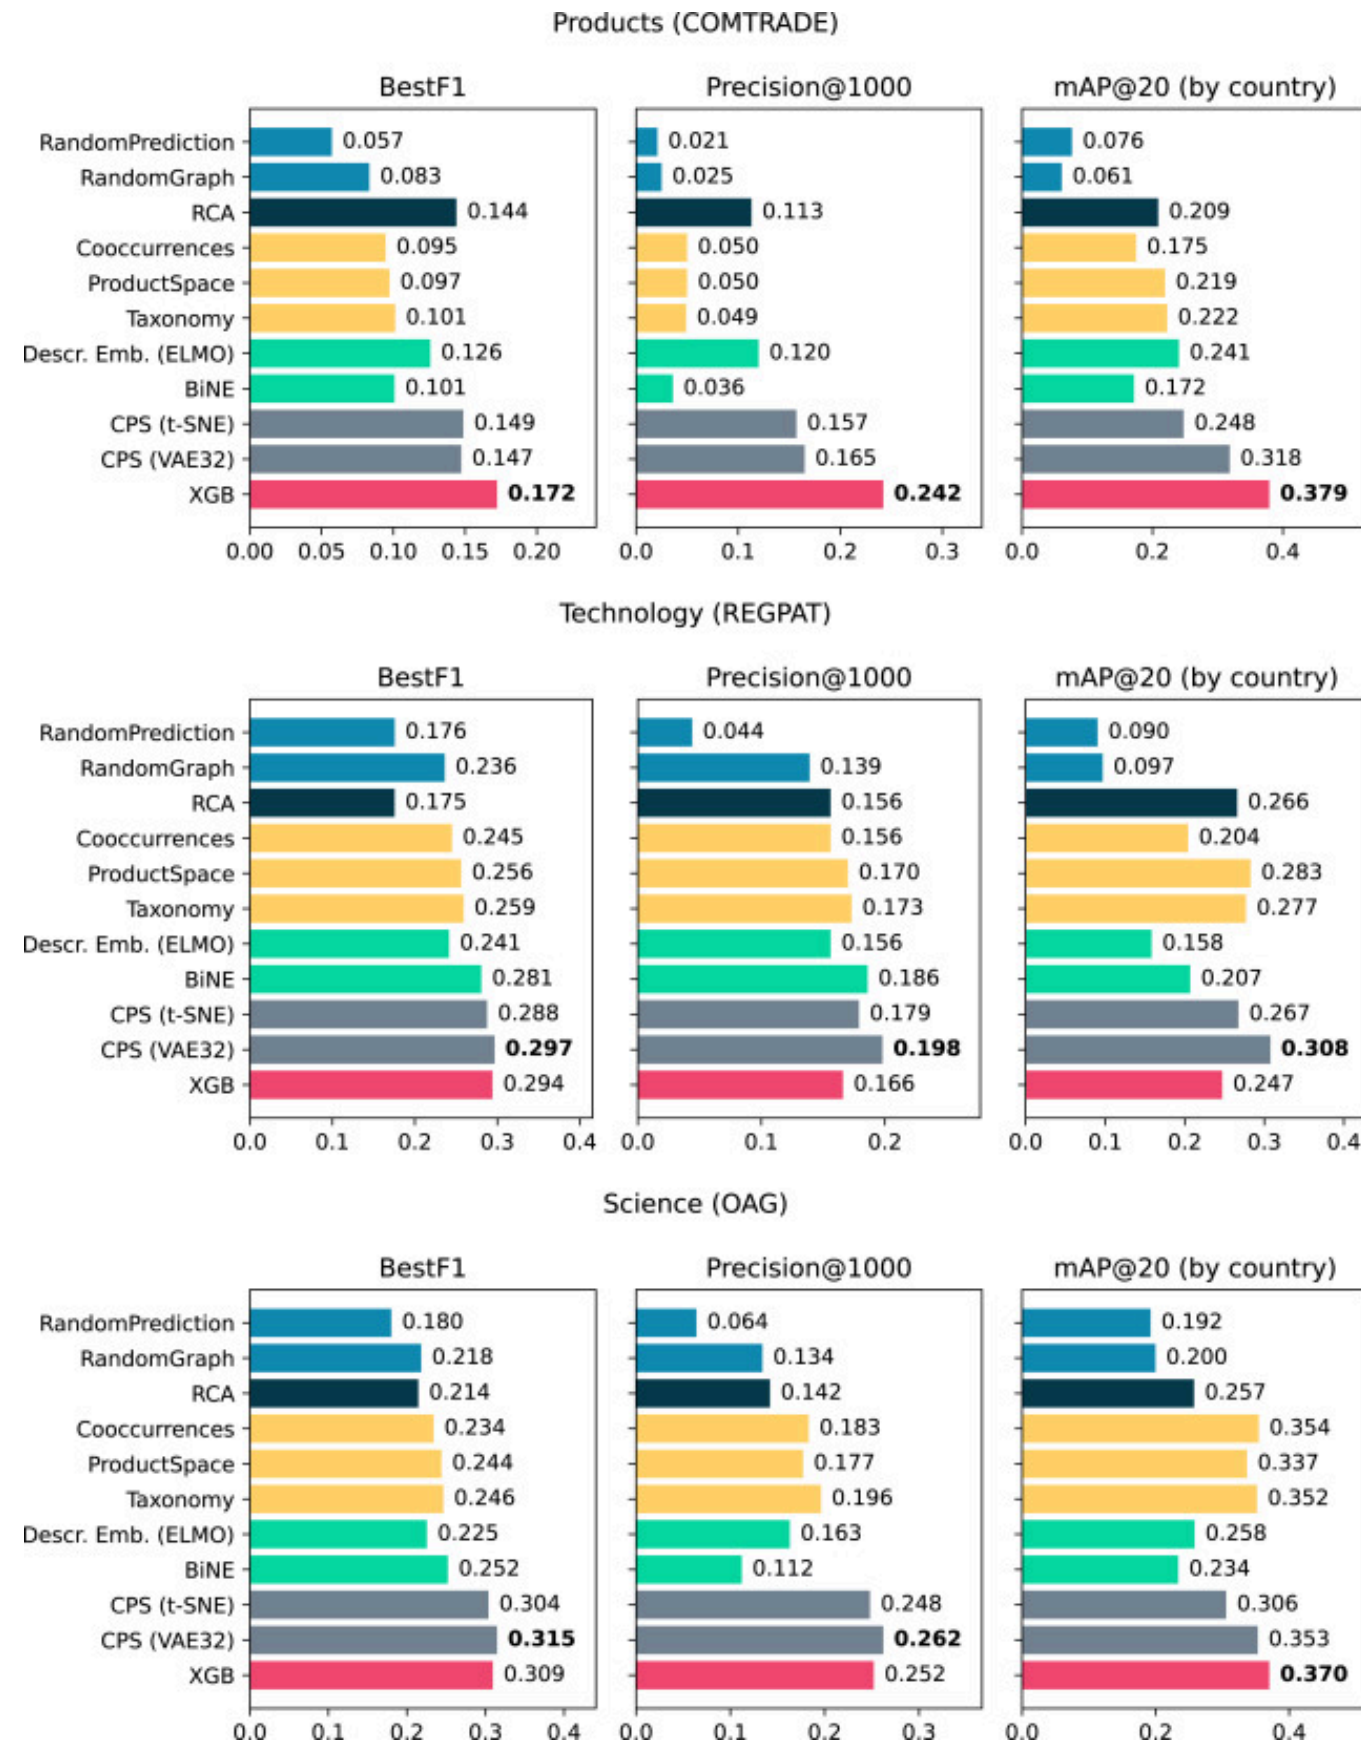 Products (COMTRADE)
BestF1 Precision@1000 mAP@20 (by country)
RandomPrediction 0.057 0.021 0.076
RandomGraph 0.083 0.025 0.061
RCA 0.144 0.113 0.209
Cooccurrences 0.095 0.050 0.175
ProductSpace 0.097 0.050 0.219
Taxonomy 0.101 0.049 0.222
Descr. Emb. (ELMO) 0.126 0.120 0.241
BiNE 0.101 0.036 0.172
CPS (t-SNE) 0.149 0.157 0.248
CPS (VAE32) 0.147 0.165 0.318
XGB 0.172 0.242 0.379
0.00 0.05 0.10 0.15 0.20 0.0 0.1 0.2 0.3 0.0 0.2 0.4
Technology (REGPAT)
BestF1 Precision@1000 mAP@20 (by country)
RandomPrediction 0.176 0.044 0.090
RandomGraph 0.236 0.139 0.097
RCA 0.175 0.156 0.266
Cooccurrences 0.245 0.156 0.204
ProductSpace 0.256 0.170 0.283
Taxonomy 0.259 0.173 0.277
Descr. Emb. (ELMO) 0.241 0.156 0.158
BiNE 0.281 0.186 0.207
CPS (t-SNE) 0.288 0.179 0.267
CPS (VAE32) 0.297 0.198 0.308
XGB 0.294 0.166 0.247
0.0 0.1 0.2 0.3 0.4 0.0 0.1 0.2 0.0 0.1 0.2 0.3 0.4
Science (OAG)
BestF1 Precision@1000 mAP@20 (by country)
RandomPrediction 0.180 0.064 0.192
RandomGraph 0.218 0.134 0.200
RCA 0.214 0.142 0.257
Cooccurrences 0.234 0.183 0.354
ProductSpace 0.244 0.177 0.337
Taxonomy 0.246 0.196 0.352
Descr. Emb. (ELMO) 0.225 0.163 0.258
BiNE 0.252 0.112 0.234
CPS (t-SNE) 0.304 0.248 0.306
CPS (VAE32) 0.315 0.262 0.353
XGB 0.309 0.252 0.370
0.0 0.1 0.2 0.3 0.4 0.0 0.1 0.2 0.3 0.0 0.2 0.4